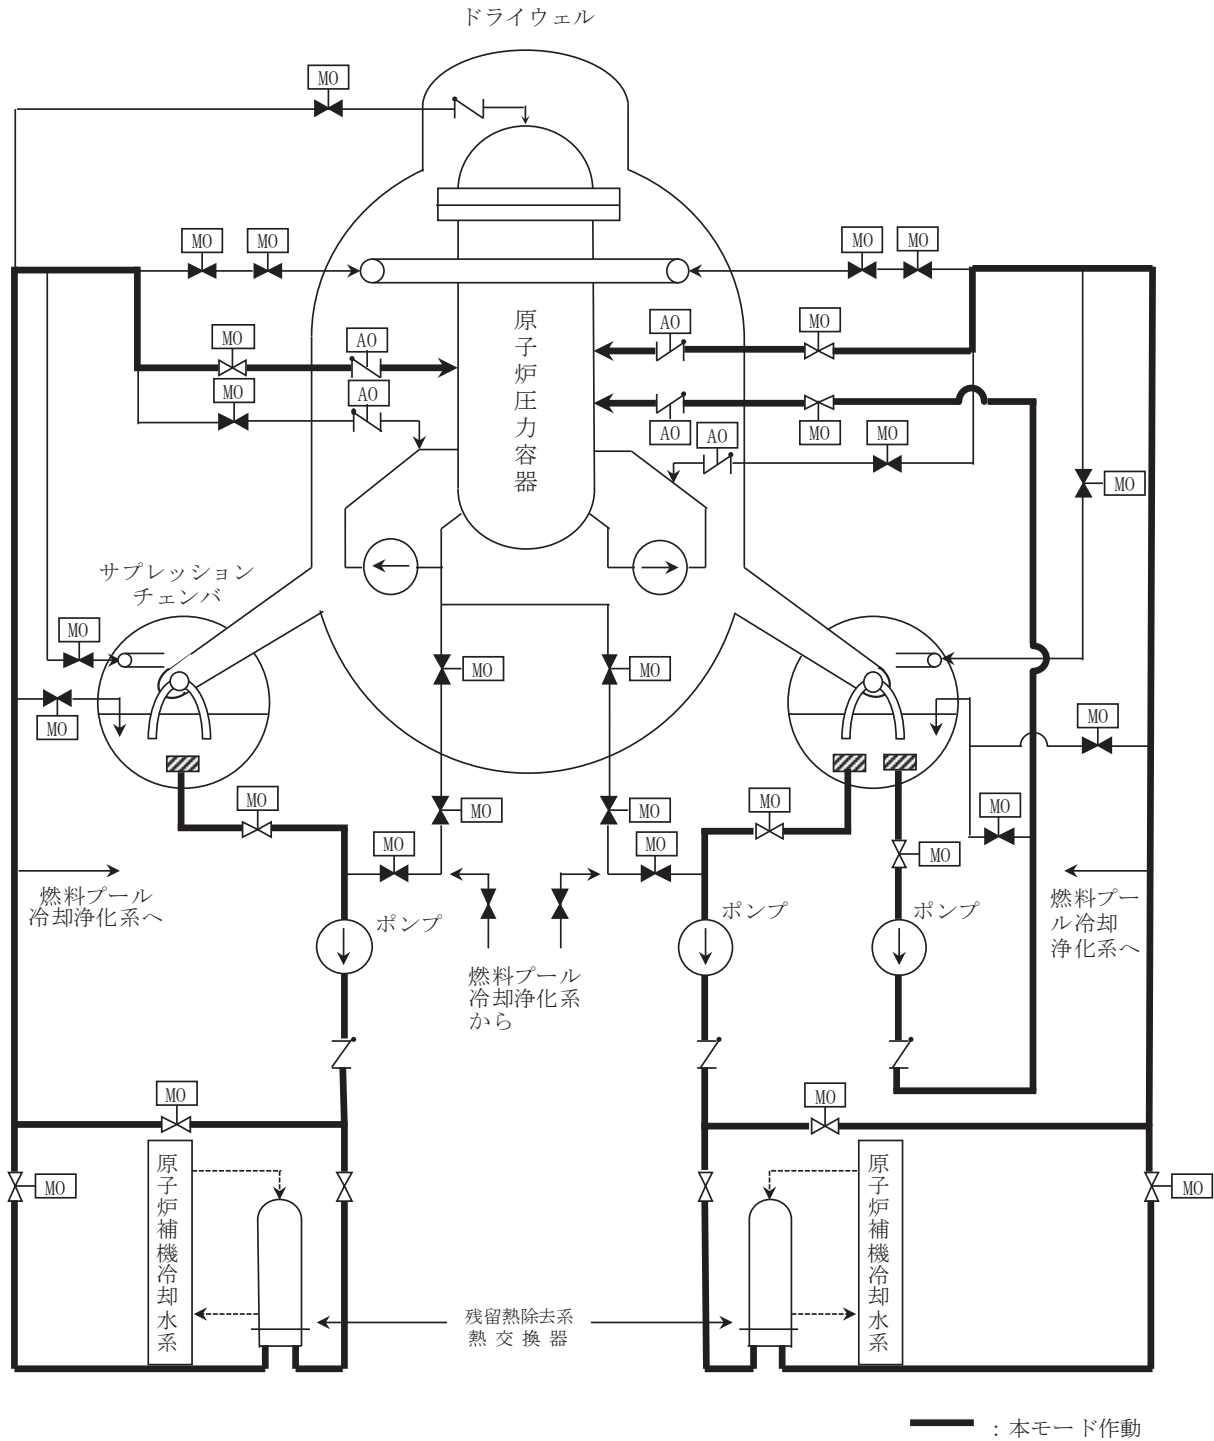 ドライウェル
MO
MO
MO
MO
MO
MO
AO
AO
MO
MO
AO
MO
AO
MO
AO
MO
MO
原子炉圧力容器
サプレッション
チェンバ
MO
MO
MO
MO
MO
MO
MO
MO
MO
MO
MO
MO
MO
MO
燃料プール
冷却浄化系へ
ポンプ
ポンプ
ポンプ
燃料プー
ル冷却
浄化系へ
燃料プール
冷却浄化系
から
MO
MO
MO
MO
原子炉補機冷却水系
原子炉補機冷却水系
残留熱除去系
熱交換器
：本モード作動